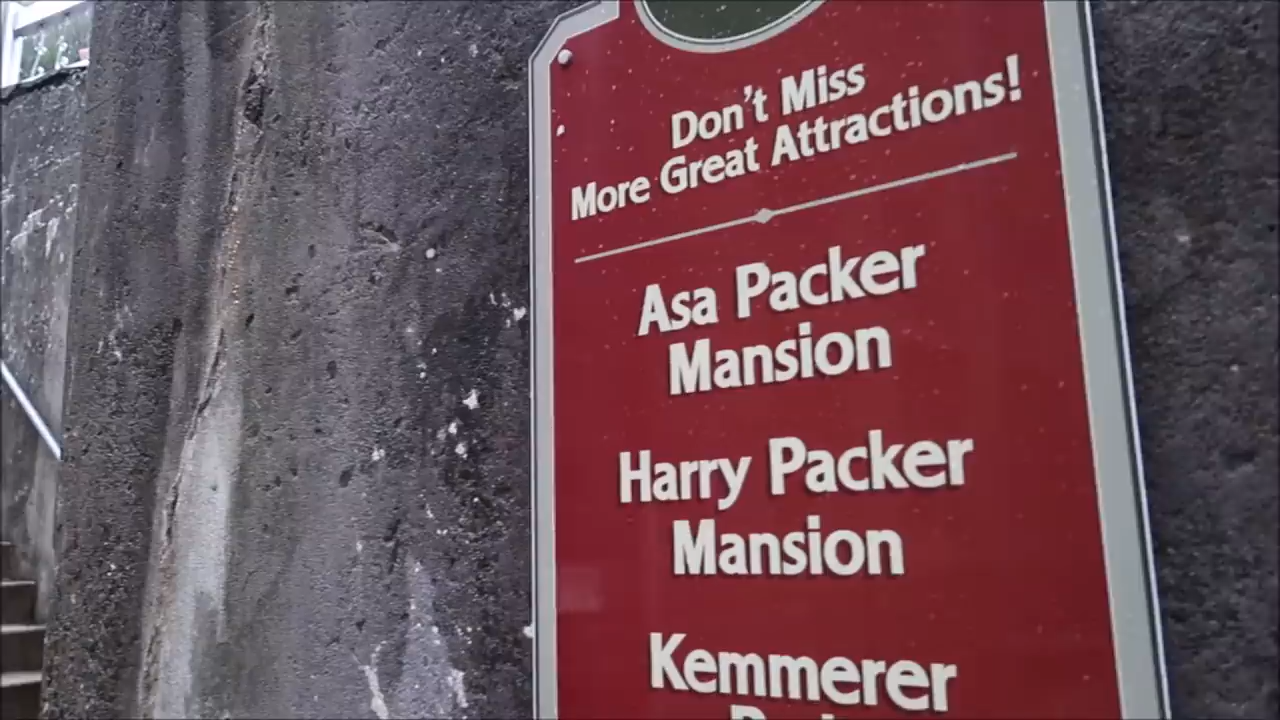 Don't Miss
More Great Attractions!
Asa Packer
Mansion
Harry Packer
Mansion
Kemmerer